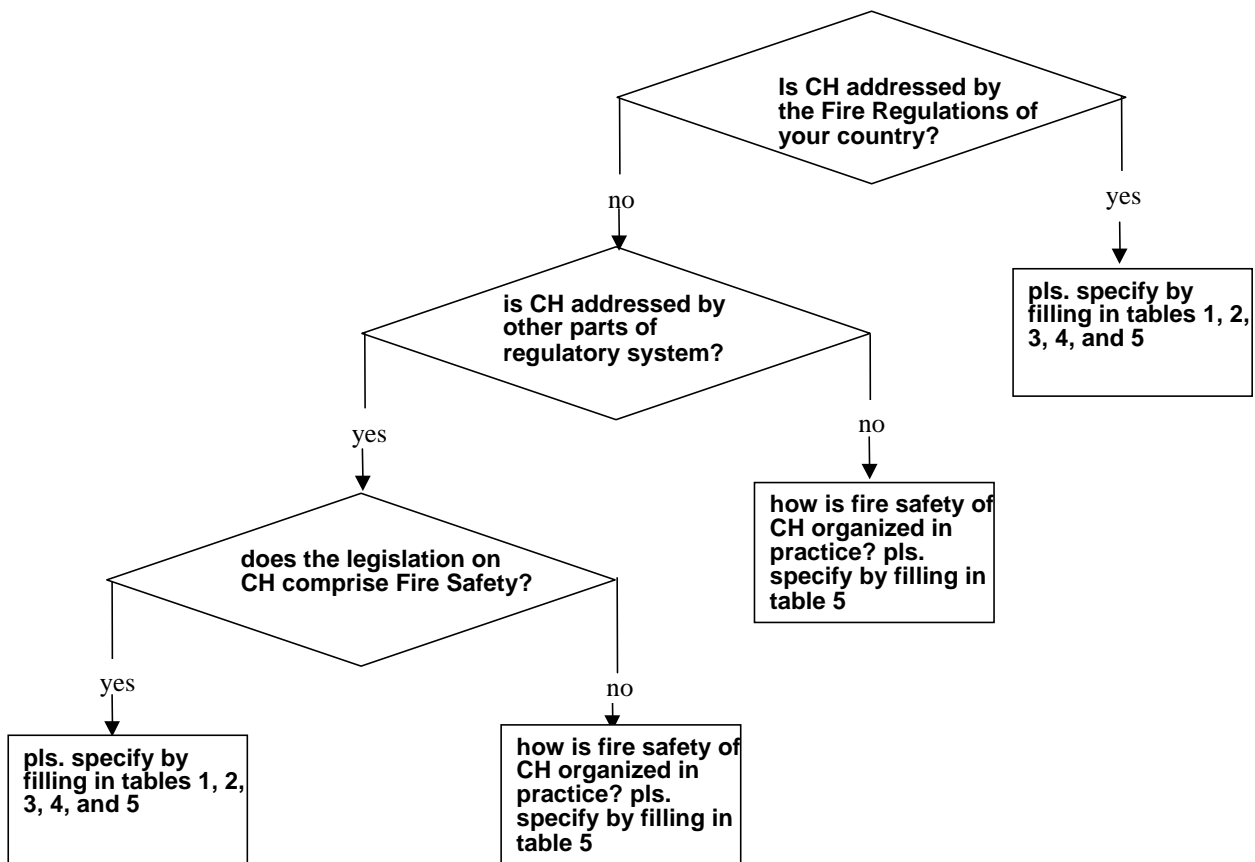 Is CH addressed by
the Fire Regulations of
your country?
no
yes
is CH addressed by
other parts of
regulatory system?
pls. specify by
filling in tables 1, 2,
3, 4, and 5
yes
no
does the legislation on
CH comprise Fire Safety?
how is fire safety of
CH organized in
practice? pls.
specify by filling in
table 5
yes
no
pls. specify by
filling in tables 1, 2,
3, 4, and 5
how is fire safety of
CH organized in
practice? pls.
specify by filling in
table 5